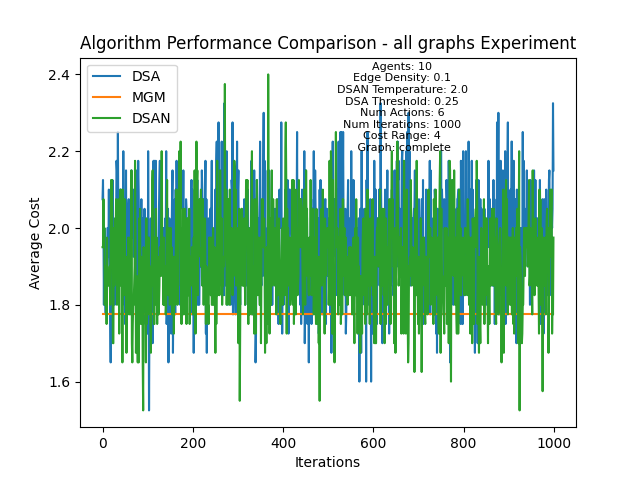 Algorithm Performance Comparison - all graphs Experiment
DSA
MGM
DSAN
Agents: 10
Edge Density: 0.1
DSAN Temperature: 2.0
DSA Threshold: 0.25
Num Actions: 6
Num Iterations: 1000
Cost Range: 4
Graph: complete
2.4
2.2
2.0
1.8
1.6
Average Cost
0 200 400 600 800 1000
Iterations